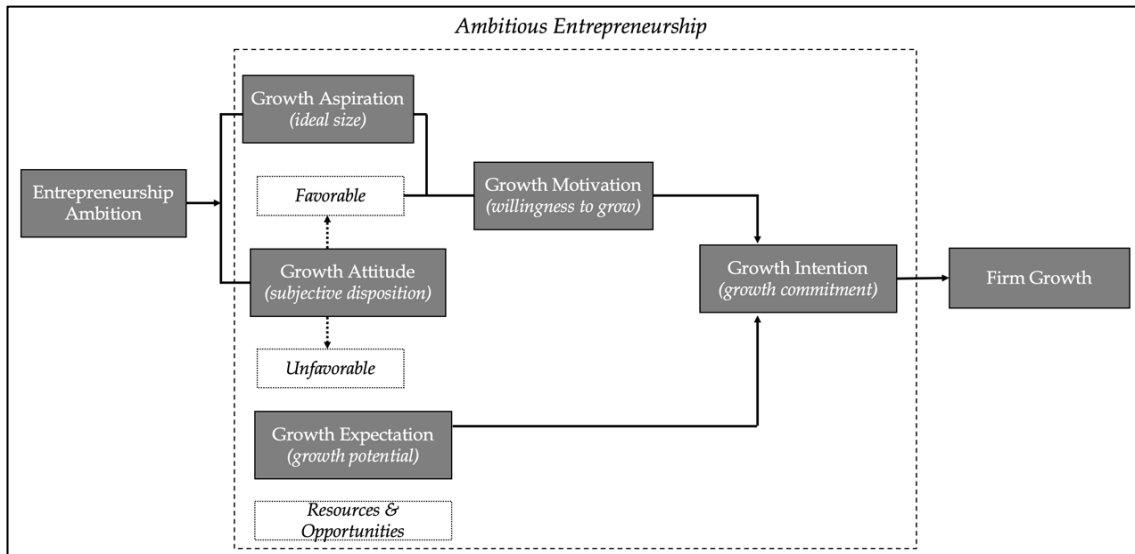 Ambitious Entrepreneurship
Growth Aspiration
(ideal size)
Entrepreneurship
Ambition
Favorable
Growth Motivation
(willingness to grow)
Growth Attitude
(subjective disposition)
Growth Intention
(growth commitment)
Firm Growth
Unfavorable
Growth Expectation
(growth potential)
Resources &
Opportunities